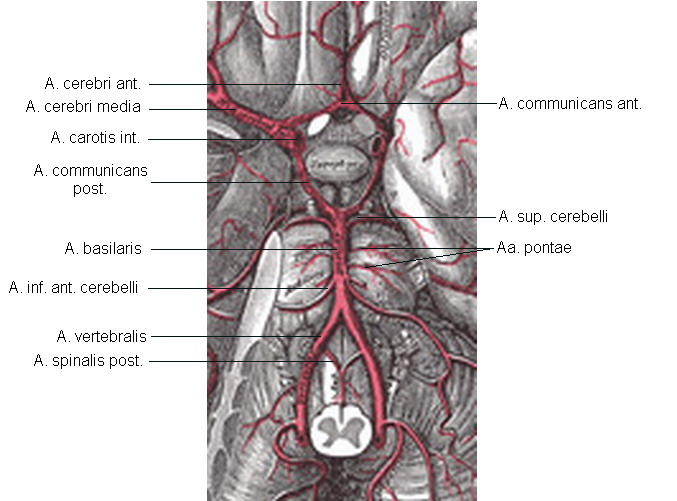 A. cerebri ant.
A. cerebri media
A. communicans ant.
A. carotis int.
A. communicans
post.
A. sup. cerebelli
A. basilaris
Aa. pontae
A. inf. ant. cerebelli
A. vertebralis
A. spinalis post.